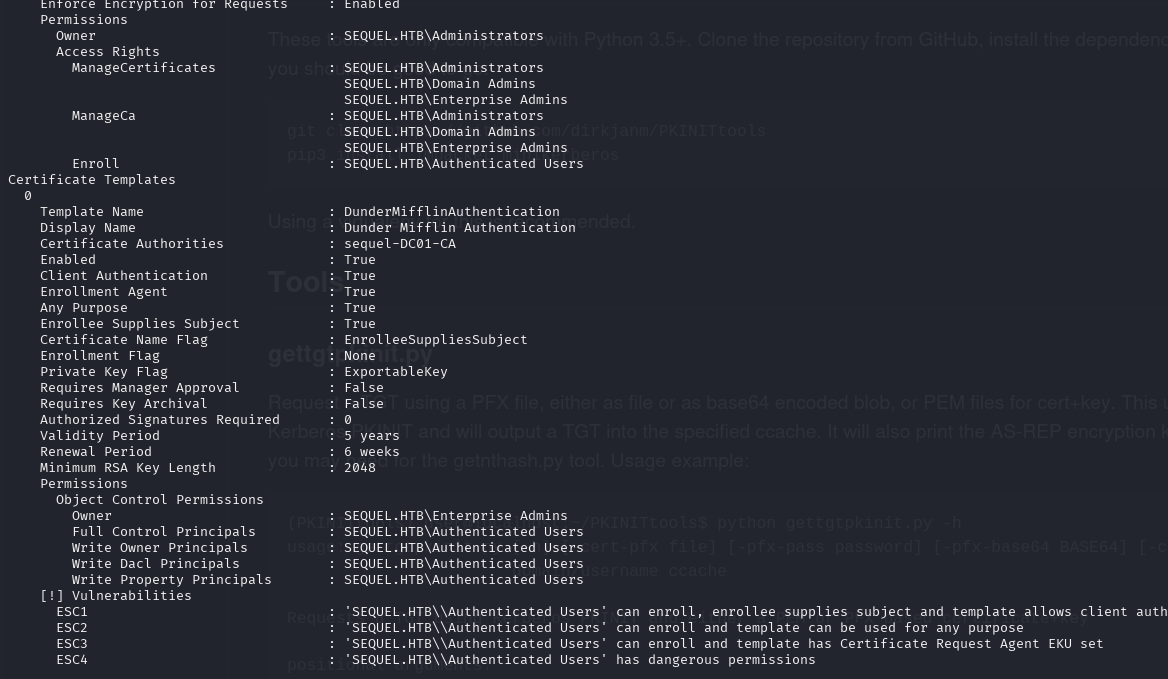 Enforce Encryption for Requests : Enabled
Permissions
Owner : SEQUEL.HTB\Administrators
Access Rights
ManageCertificates : SEQUEL.HTB\Administrators
SEQUEL.HTB\Domain Admins
SEQUEL.HTB\Enterprise Admins
ManageCa : SEQUEL.HTB\Administrators
SEQUEL.HTB\Domain Admins
SEQUEL.HTB\Enterprise Admins
Enroll : SEQUEL.HTB\Authenticated Users
Certificate Templates
0
Template Name : DunderMifflinAuthentication
Display Name : Dunder Mifflin Authentication
Certificate Authorities : sequel-DC01-CA
Enabled : True
Client Authentication : True
Enrollment Agent : True
Any Purpose : True
Enrollee Supplies Subject : True
Certificate Name Flag : EnrolleeSuppliesSubject
Enrollment Flag : None
Private Key Flag : ExportableKey
Requires Manager Approval : False
Requires Key Archival : False
Authorized Signatures Required : 0
Validity Period : 5 years
Renewal Period : 6 weeks
Minimum RSA Key Length : 2048
Permissions
Object Control Permissions
Owner : SEQUEL.HTB\Enterprise Admins
Full Control Principals : SEQUEL.HTB\Authenticated Users
Write Owner Principals : SEQUEL.HTB\Authenticated Users
Write Dacl Principals : SEQUEL.HTB\Authenticated Users
Write Property Principals : SEQUEL.HTB\Authenticated Users
[!] Vulnerabilities
ESC1 : 'SEQUEL.HTB\\Authenticated Users' can enroll, enrollee supplies subject and template allows client auth
ESC2 : 'SEQUEL.HTB\\Authenticated Users' can enroll and template can be used for any purpose
ESC3 : 'SEQUEL.HTB\\Authenticated Users' can enroll and template has Certificate Request Agent EKU set
ESC4 : 'SEQUEL.HTB\\Authenticated Users' has dangerous permissions